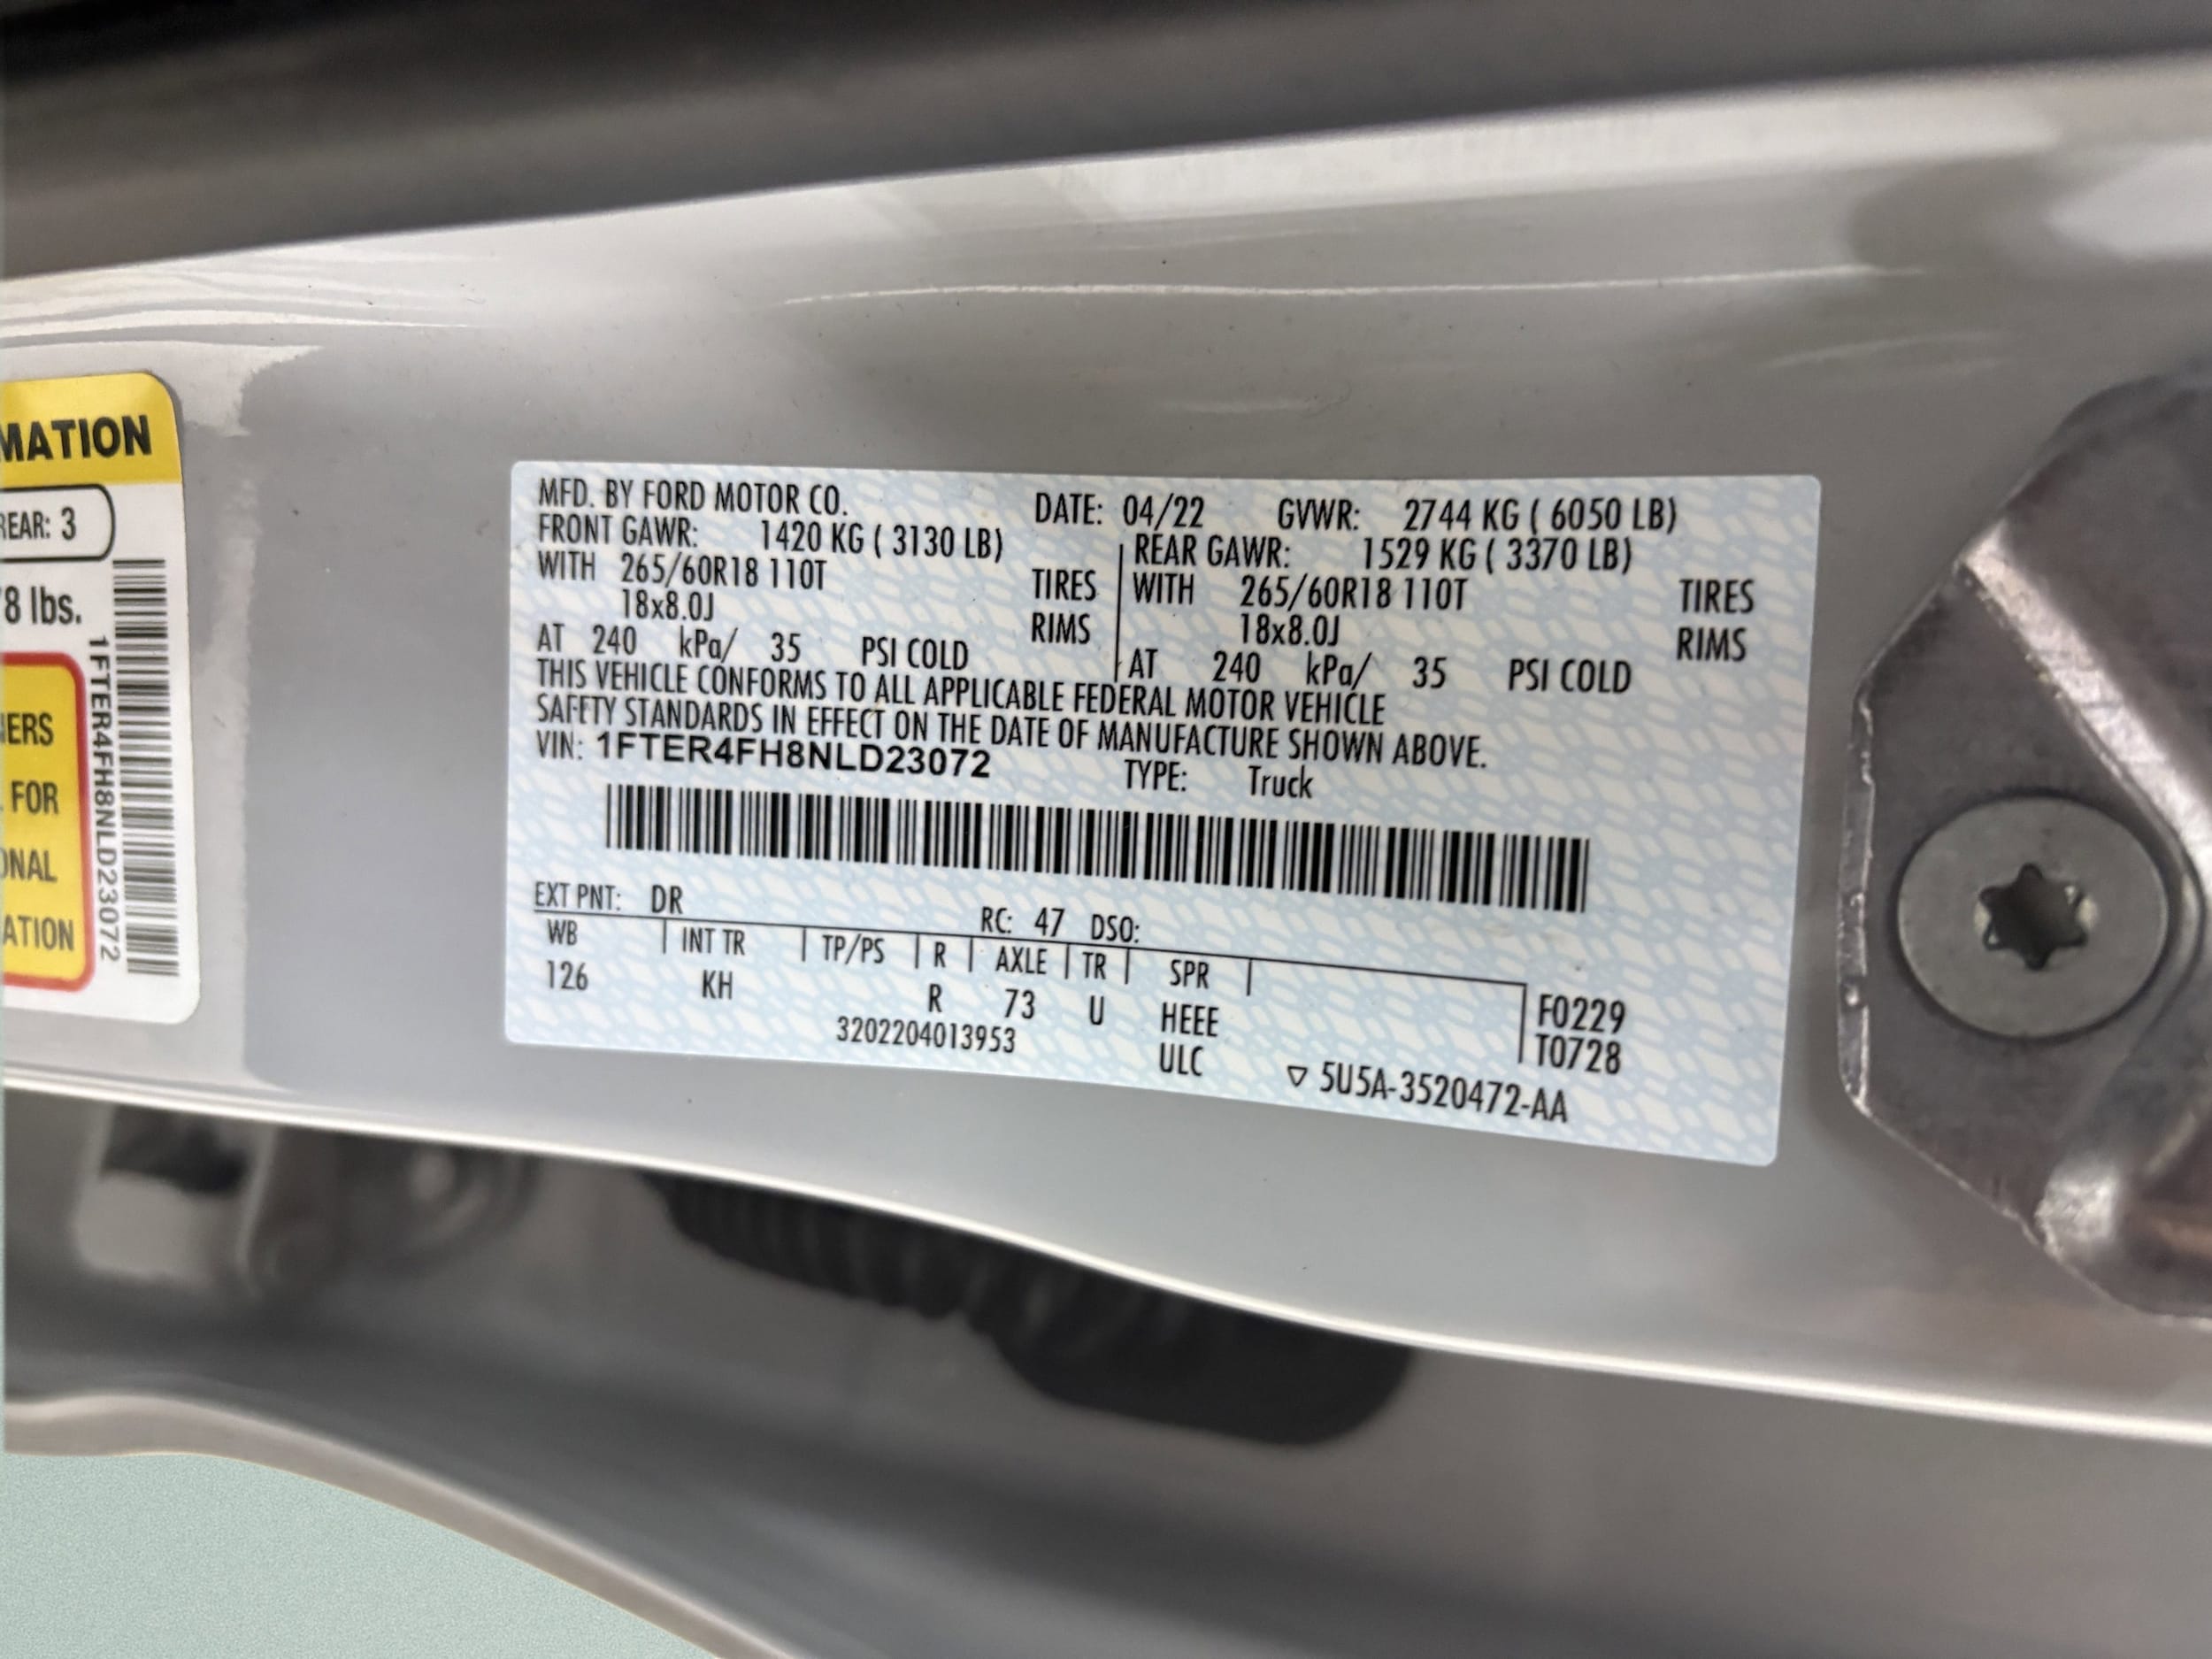 MATION
REAR: 3
8 lbs.
1FTER4FH8NLD23072
FOR
ONAL
ATION
MFD. BY FORD MOTOR CO. DATE: 04/22 GVWR: 2744 KG ( 6050 LB)
FRONT GAWR: 1420 KG ( 3130 LB) REAR GAWR: 1529 KG ( 3370 LB)
WITH 265/60R18 110T TIRES WITH 265/60R18 110T TIRES
18x8.0J RIMS 18x8.0J RIMS
AT 240 kPa/ 35 PSI COLD AT 240 kPa/ 35 PSI COLD
THIS VEHICLE CONFORMS TO ALL APPLICABLE FEDERAL MOTOR VEHICLE
SAFETY STANDARDS IN EFFECT ON THE DATE OF MANUFACTURE SHOWN ABOVE.
VIN: 1FTER4FH8NLD23072 TYPE: Truck
EXT PNT: DR RC: 47 DSO:
WB INT TR TP/PS R AXLE TR SPR
126 KH R 73 U HEEE F0229
3202204013953 ULC T0728
▽ 5U5A-3520472-AA